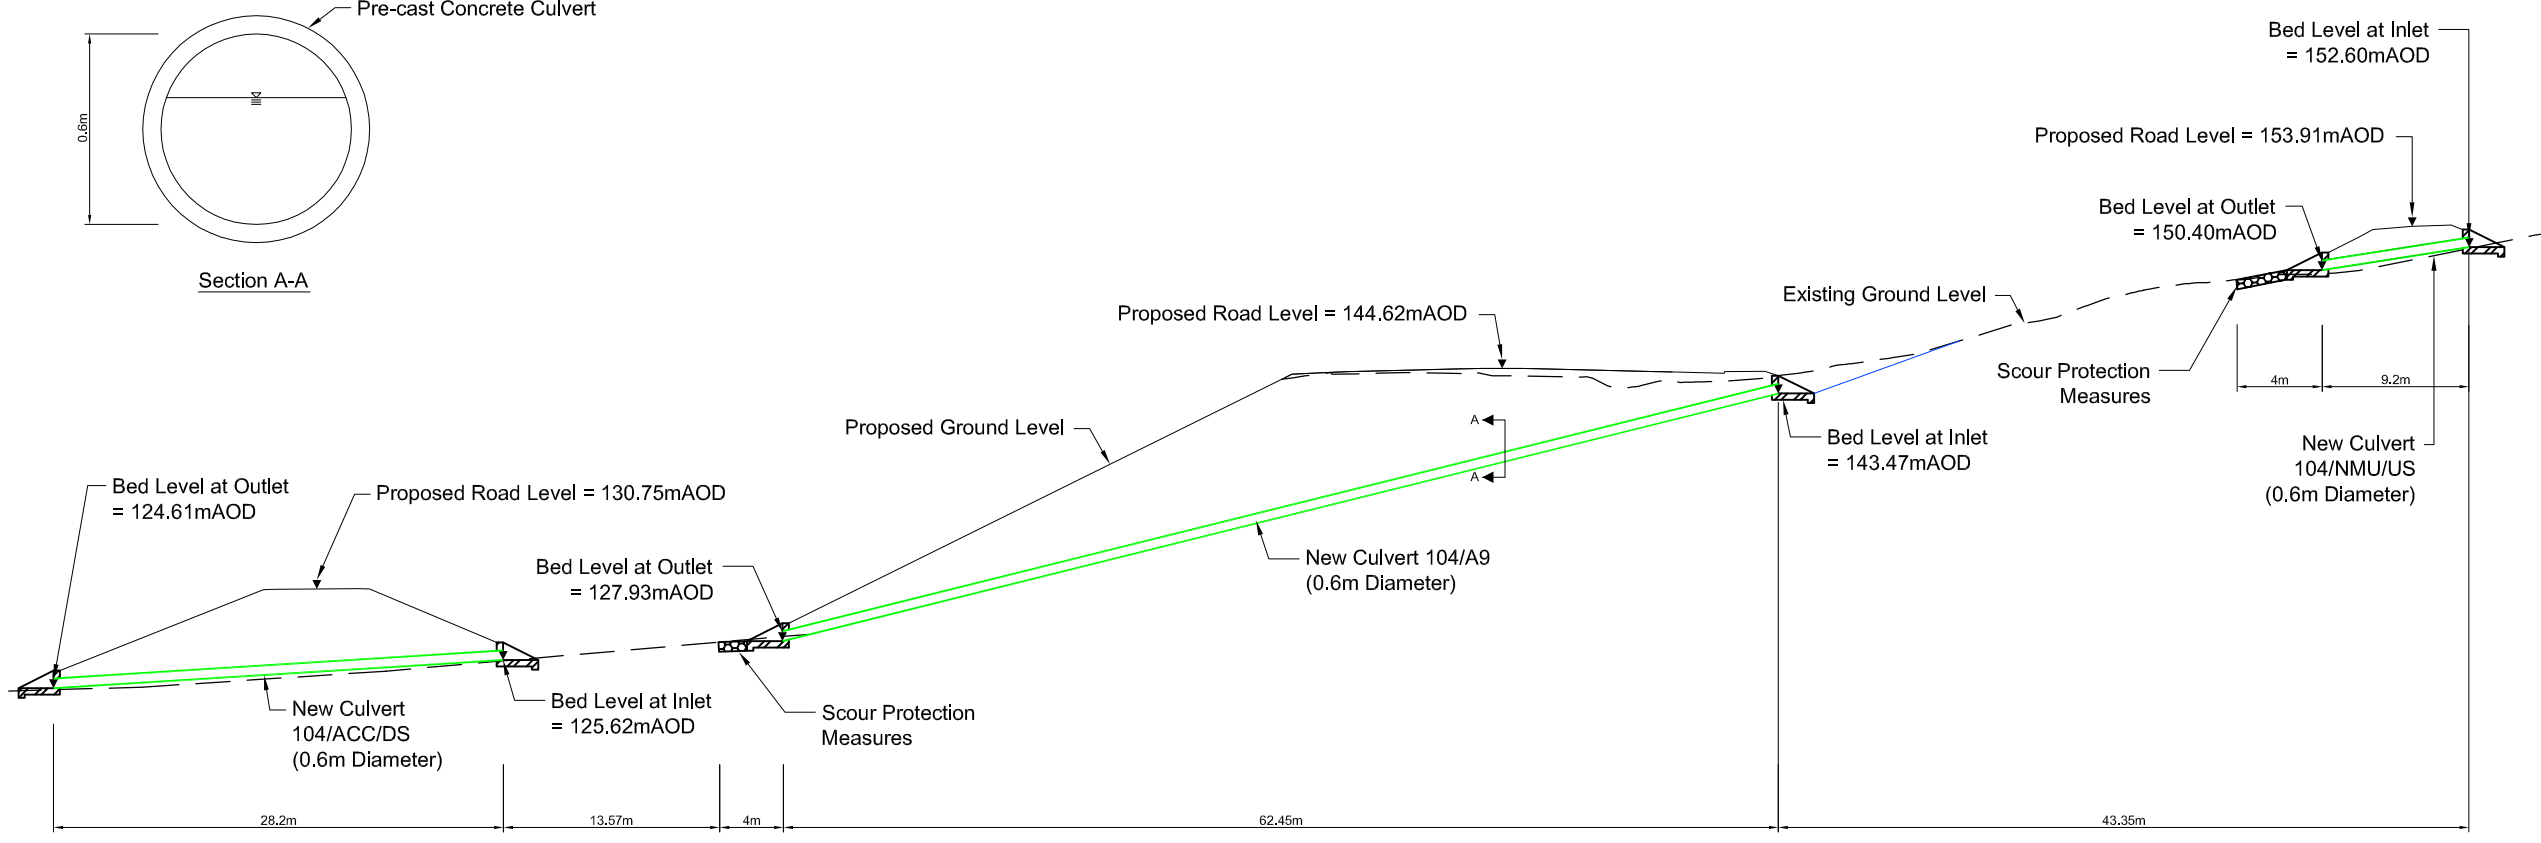 Pre-cast Concrete Culvert
0.6m
Section A-A
Bed Level at Inlet
= 152.60mAOD
Proposed Road Level = 153.91mAOD
Bed Level at Outlet
= 150.40mAOD
Existing Ground Level
Proposed Road Level = 144.62mAOD
Scour Protection
Measures
4m
9.2m
Proposed Ground Level
A
A
Bed Level at Inlet
= 143.47mAOD
New Culvert
104/NMU/US
(0.6m Diameter)
Bed Level at Outlet
= 124.61mAOD
Proposed Road Level = 130.75mAOD
Bed Level at Outlet
= 127.93mAOD
New Culvert 104/A9
(0.6m Diameter)
New Culvert
104/ACC/DS
(0.6m Diameter)
Bed Level at Inlet
= 125.62mAOD
Scour Protection
Measures
28.2m
13.57m
4m
62.45m
43.35m